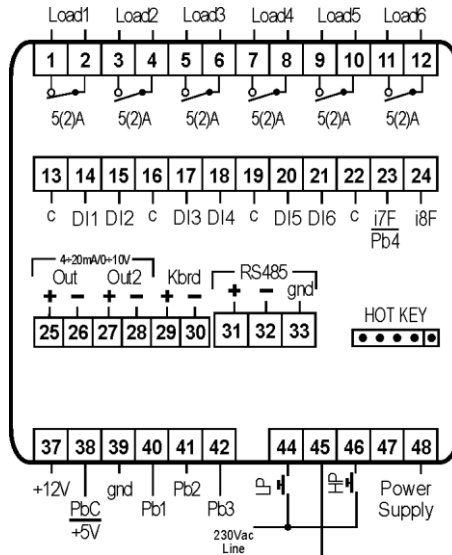 Load1 Load2 Load3 Load4 Load5 Load6
1 2 3 4 5 6 7 8 9 10 11 12
5(2)A 5(2)A 5(2)A 5(2)A 5(2)A 5(2)A
13 14 15 16 17 18 19 20 21 22 23 24
c DI1 DI2 c DI3 DI4 c DI5 DI6 c i7F i8F
Pb4
4÷20mA/0÷10V
Out Out2 Kbrd RS485
+ − + − + − + − gnd
25 26 27 28 29 30 31 32 33
HOT KEY
37 38 39 40 41 42 44 45 46 47 48
+12V PbC gnd Pb1 Pb2 Pb3 LP HP Power
+5V Supply
230Vac
Line